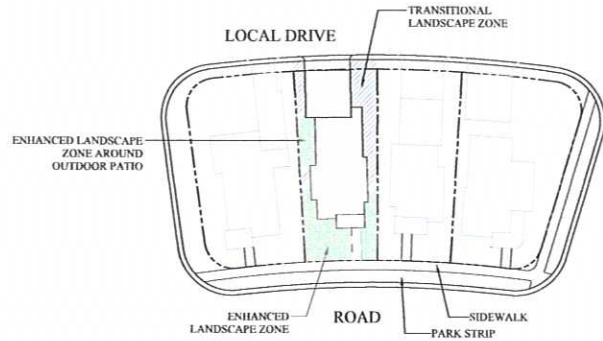 TRANSITIONAL
LANDSCAPE ZONE
LOCAL DRIVE
ENHANCED LANDSCAPE
ZONE AROUND
OUTDOOR PATIO
ENHANCED
LANDSCAPE ZONE
ROAD
SIDEWALK
PARK STRIP